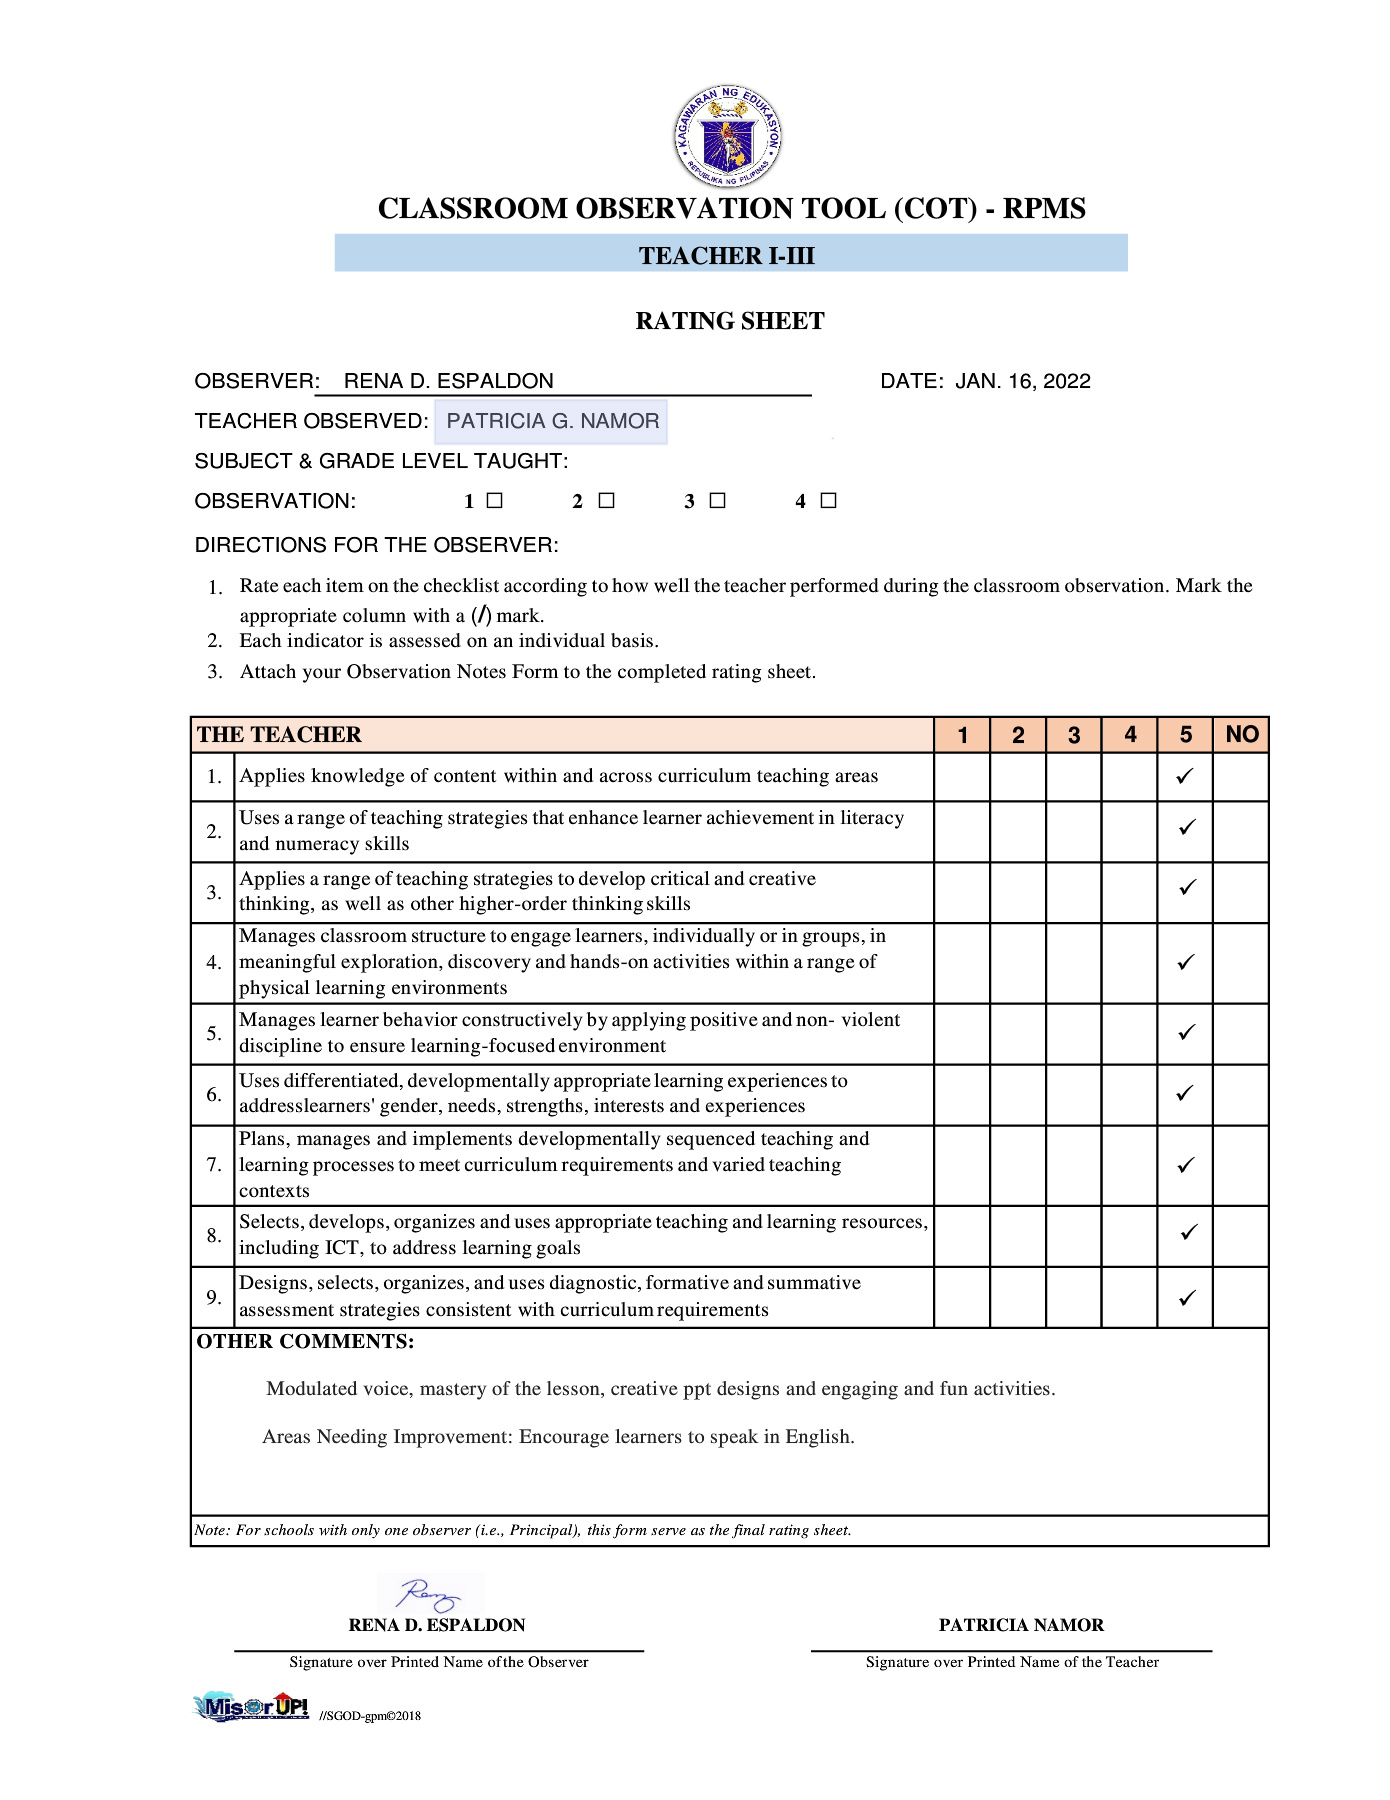 KAGAWARAN NG EDUKASYON
REPUBLIKA NG PILIPINAS
CLASSROOM OBSERVATION TOOL (COT) - RPMS
TEACHER I-III
RATING SHEET
OBSERVER: RENA D. ESPALDON DATE: JAN. 16, 2022
TEACHER OBSERVED: PATRICIA G. NAMOR
SUBJECT & GRADE LEVEL TAUGHT:
OBSERVATION: 1 ☐ 2 ☐ 3 ☐ 4 ☐
DIRECTIONS FOR THE OBSERVER:
1. Rate each item on the checklist according to how well the teacher performed during the classroom observation. Mark the
appropriate column with a (/) mark.
2. Each indicator is assessed on an individual basis.
3. Attach your Observation Notes Form to the completed rating sheet.
THE TEACHER 1 2 3 4 5 NO
1. Applies knowledge of content within and across curriculum teaching areas ✓
2. Uses a range of teaching strategies that enhance learner achievement in literacy
and numeracy skills ✓
3. Applies a range of teaching strategies to develop critical and creative
thinking, as well as other higher-order thinking skills ✓
4. Manages classroom structure to engage learners, individually or in groups, in
meaningful exploration, discovery and hands-on activities within a range of ✓
physical learning environments
5. Manages learner behavior constructively by applying positive and non- violent
discipline to ensure learning-focused environment ✓
6. Uses differentiated, developmentally appropriate learning experiences to
addresslearners' gender, needs, strengths, interests and experiences ✓
7. Plans, manages and implements developmentally sequenced teaching and
learning processes to meet curriculum requirements and varied teaching ✓
contexts
8. Selects, develops, organizes and uses appropriate teaching and learning resources,
including ICT, to address learning goals ✓
9. Designs, selects, organizes, and uses diagnostic, formative and summative
assessment strategies consistent with curriculum requirements ✓
OTHER COMMENTS:
Modulated voice, mastery of the lesson, creative ppt designs and engaging and fun activities.
Areas Needing Improvement: Encourage learners to speak in English.
Note: For schools with only one observer (i.e., Principal), this form serve as the final rating sheet.
RENA D. ESPALDON PATRICIA NAMOR
Signature over Printed Name of the Observer Signature over Printed Name of the Teacher
MisOr UP! //SGOD-gpm©2018